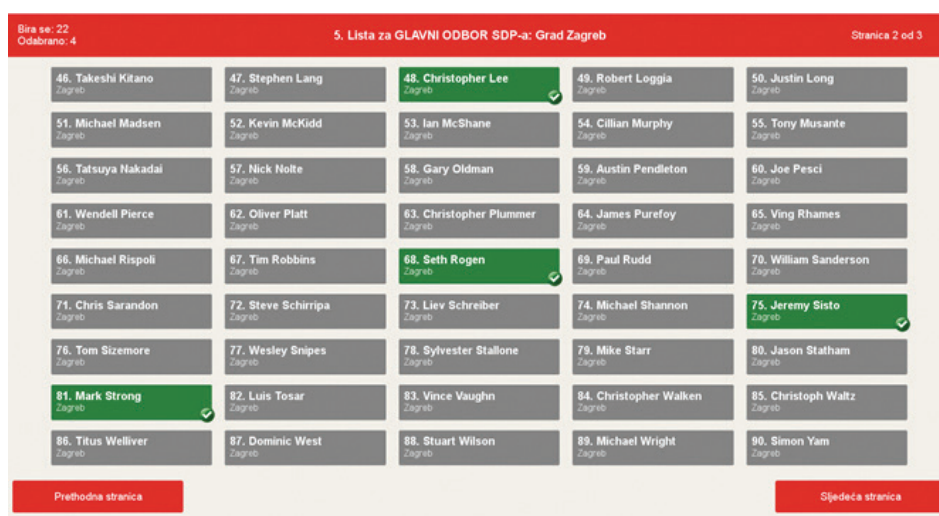 Bira se: 22
Odabrano: 4
5. Lista za GLAVNI ODBOR SDP-a: Grad Zagreb
Stranica 2 od 3
46. Takeshi Kitano
Zagreb
47. Stephen Lang
Zagreb
48. Christopher Lee
Zagreb
49. Robert Loggia
Zagreb
50. Justin Long
Zagreb
51. Michael Madsen
Zagreb
52. Kevin McKidd
Zagreb
53. Ian McShane
Zagreb
54. Cillian Murphy
Zagreb
55. Tony Musante
Zagreb
56. Tatsuya Nakadai
Zagreb
57. Nick Nolte
Zagreb
58. Gary Oldman
Zagreb
59. Austin Pendleton
Zagreb
60. Joe Pesci
Zagreb
61. Wendell Pierce
Zagreb
62. Oliver Platt
Zagreb
63. Christopher Plummer
Zagreb
64. James Purefoy
Zagreb
65. Ving Rhames
Zagreb
66. Michael Rispoli
Zagreb
67. Tim Robbins
Zagreb
68. Seth Rogen
Zagreb
69. Paul Rudd
Zagreb
70. William Sanderson
Zagreb
71. Chris Sarandon
Zagreb
72. Steve Schirripa
Zagreb
73. Liev Schreiber
Zagreb
74. Michael Shannon
Zagreb
75. Jeremy Sisto
Zagreb
76. Tom Sizemore
Zagreb
77. Wesley Snipes
Zagreb
78. Sylvester Stallone
Zagreb
79. Mike Starr
Zagreb
80. Jason Statham
Zagreb
81. Mark Strong
Zagreb
82. Luis Tosar
Zagreb
83. Vince Vaughn
Zagreb
84. Christopher Walken
Zagreb
85. Christoph Waltz
Zagreb
86. Titus Welliver
Zagreb
87. Dominic West
Zagreb
88. Stuart Wilson
Zagreb
89. Michael Wright
Zagreb
90. Simon Yam
Zagreb
Prethodna stranica
Sljedeća stranica